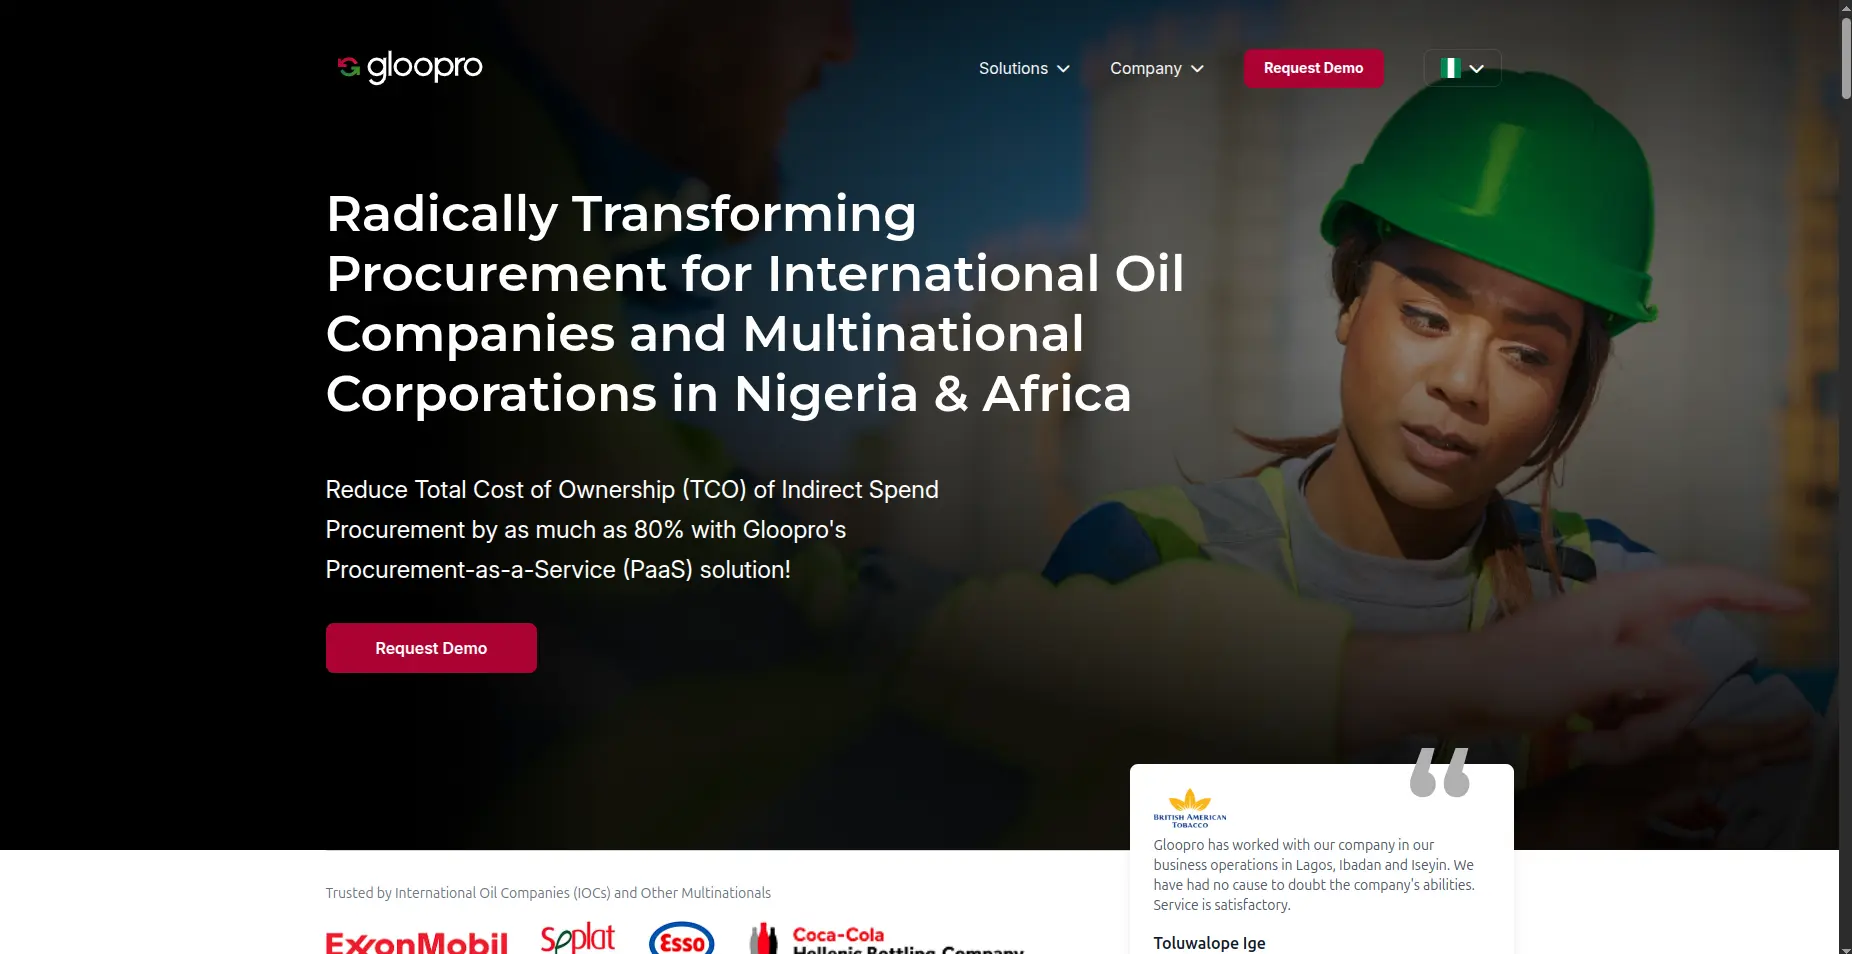 gloopro
Solutions
Company
Request Demo
Radically Transforming
Procurement for International Oil
Companies and Multinational
Corporations in Nigeria & Africa
Reduce Total Cost of Ownership (TCO) of Indirect Spend
Procurement by as much as 80% with Gloopro's
Procurement-as-a-Service (PaaS) solution!
Request Demo
“
BRITISH AMERICAN
TOBACCO
Gloopro has worked with our company in our
business operations in Lagos, Ibadan and Iseyin. We
have had no cause to doubt the company's abilities.
Service is satisfactory.
Toluwalope Ige
Trusted by International Oil Companies (IOCs) and Other Multinationals
ExxonMobil
Seplat
Esso
Coca-Cola
Hellenic Bottling Company